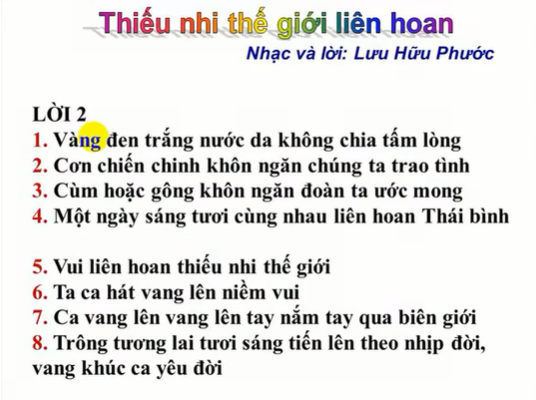 Thiếu nhi thế giới liên hoan
Nhạc và lời: Lưu Hữu Phước
LỜI 2
1. Vàng đen trắng nước da không chia tấm lòng
2. Cơn chiến chinh khôn ngăn chúng ta trao tình
3. Cùm hoặc gông khôn ngăn đoàn ta ước mong
4. Một ngày sáng tươi cùng nhau liên hoan Thái bình
5. Vui liên hoan thiếu nhi thế giới
6. Ta ca hát vang lên niềm vui
7. Ca vang lên vang lên tay nắm tay qua biên giới
8. Trông tương lai tươi sáng tiến lên theo nhịp đời,
vang khúc ca yêu đời